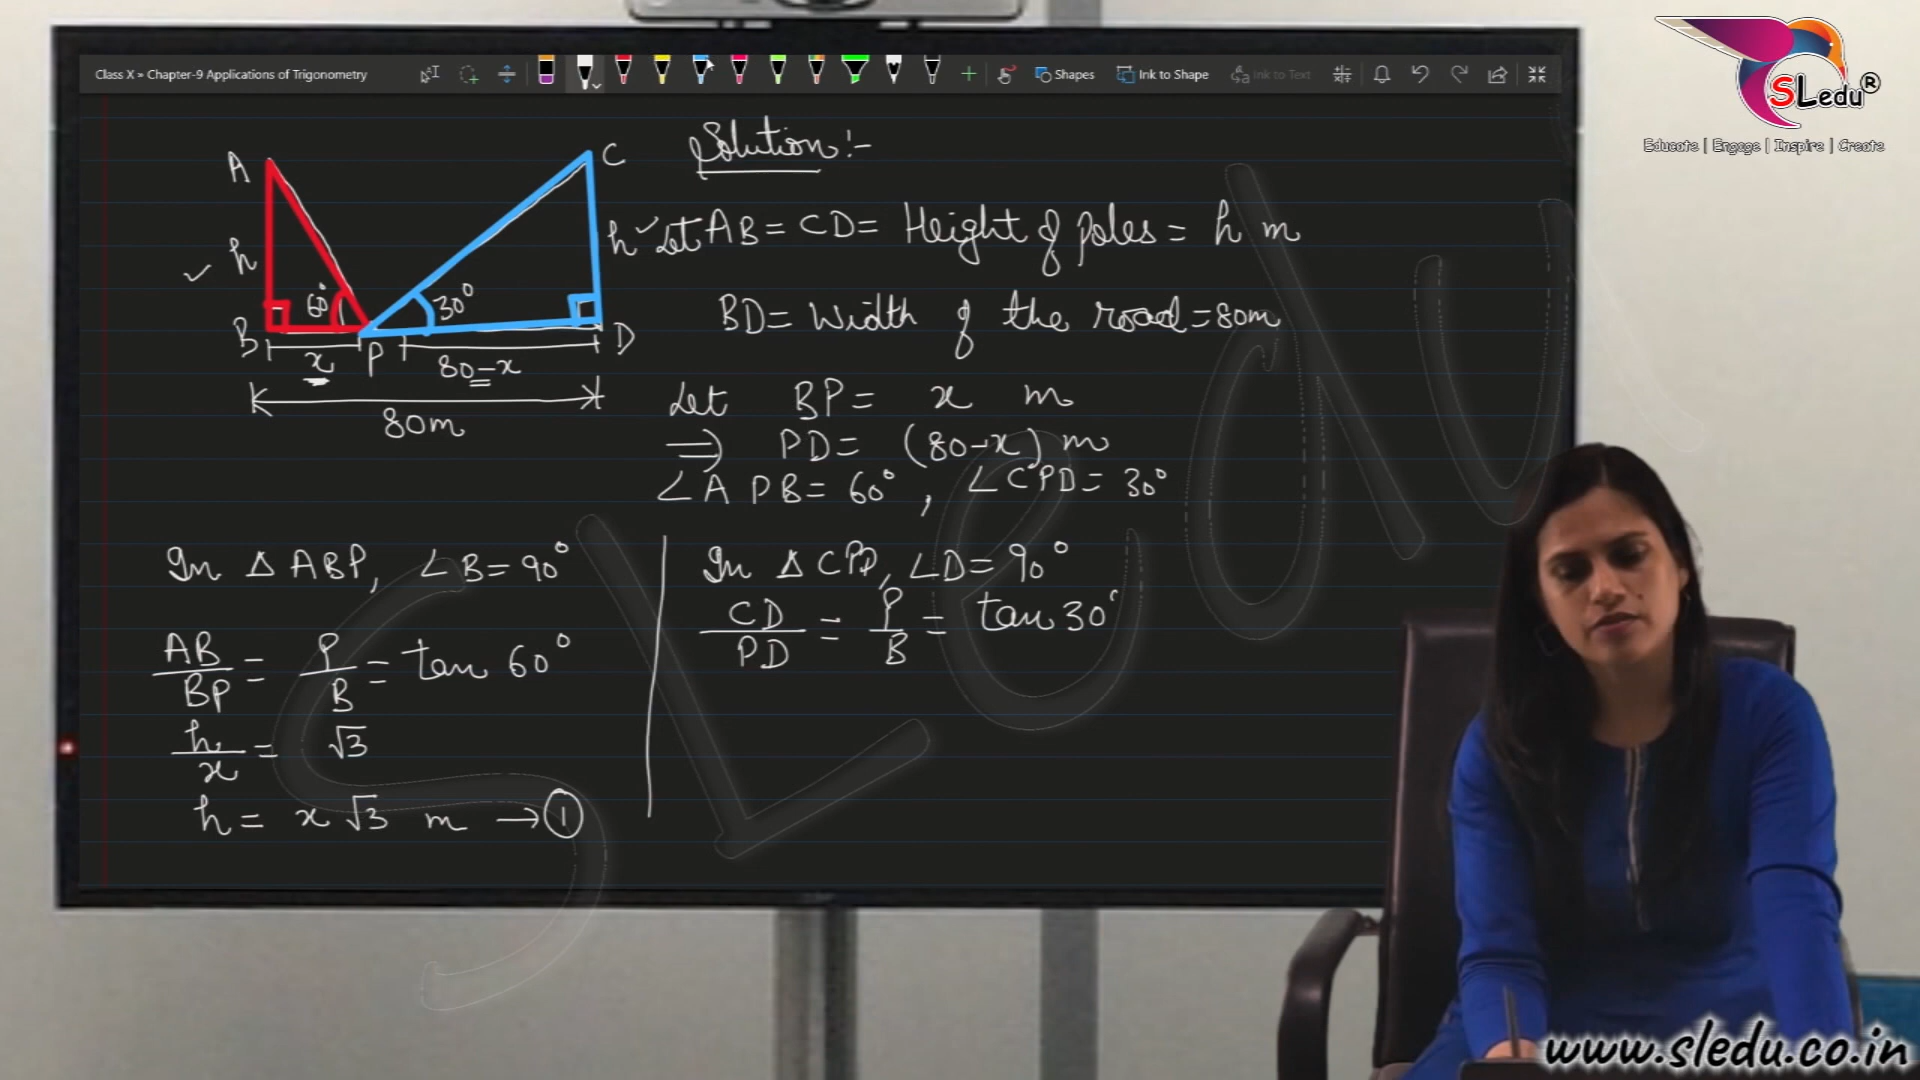 Class X » Chapter-9 Applications of Trigonometry
Shapes
Ink to Shape
Ink to Text
SLedu®
Educate | Engage | Inspire | Create
Solution:-
A
C
h
h
60°
30°
B
P
D
x
80-x
80m
Let AB = CD = Height of poles = h m
BD = Width of the road = 80m
Let BP = x m
⇒ PD = (80-x) m
∠APB = 60°, ∠CPD = 30°
In Δ ABP, ∠B = 90°
AB/BP = P/B = tan 60°
h/x = √3
h = x √3 m → ①
In Δ CPD, ∠D = 90°
CD/PD = P/B = tan 30°
SLedu
www.sledu.co.in